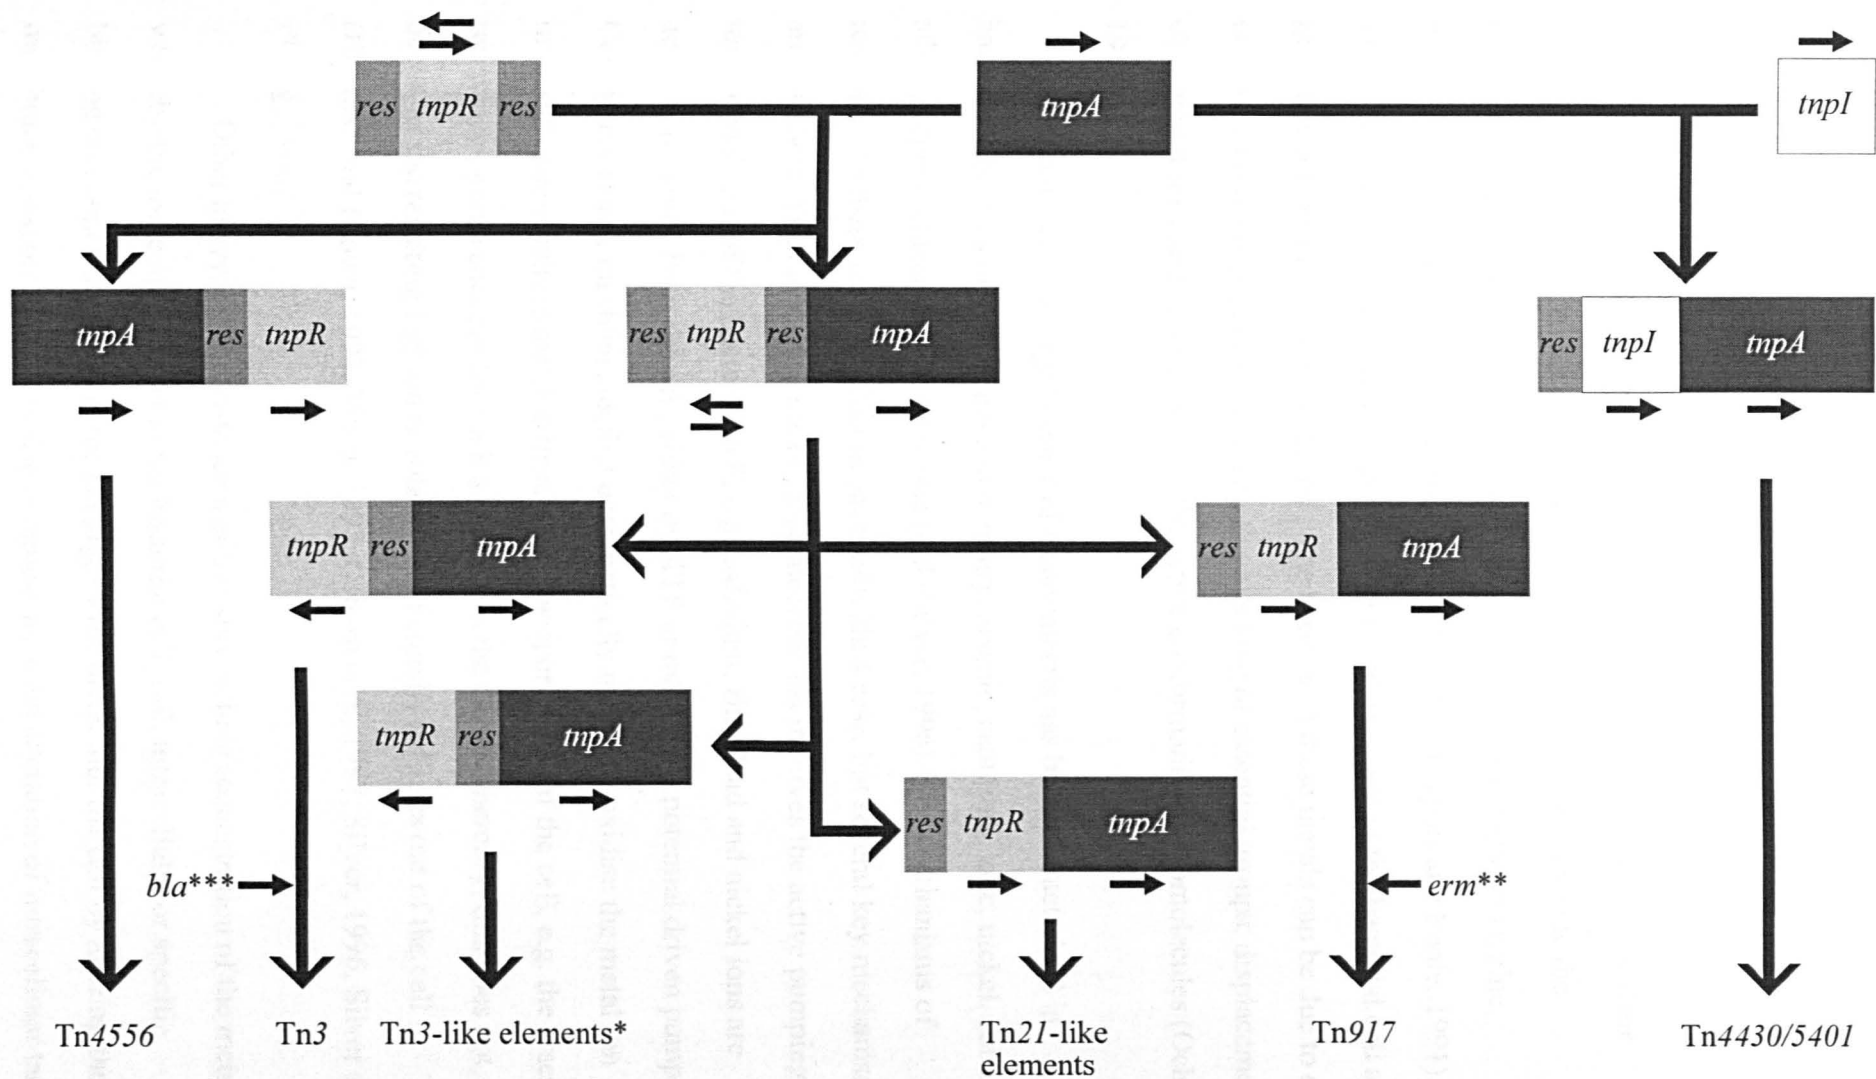 res tnpR res
tnpA
tnpI
tnpA res tnpR
res tnpR res tnpA
res tnpI tnpA
tnpR res tnpA
res tnpR tnpA
tnpR res tnpA
res tnpR tnpA
bla***
erm**
Tn4556
Tn3
Tn3-like elements*
Tn21-like
elements
Tn917
Tn4430/5401